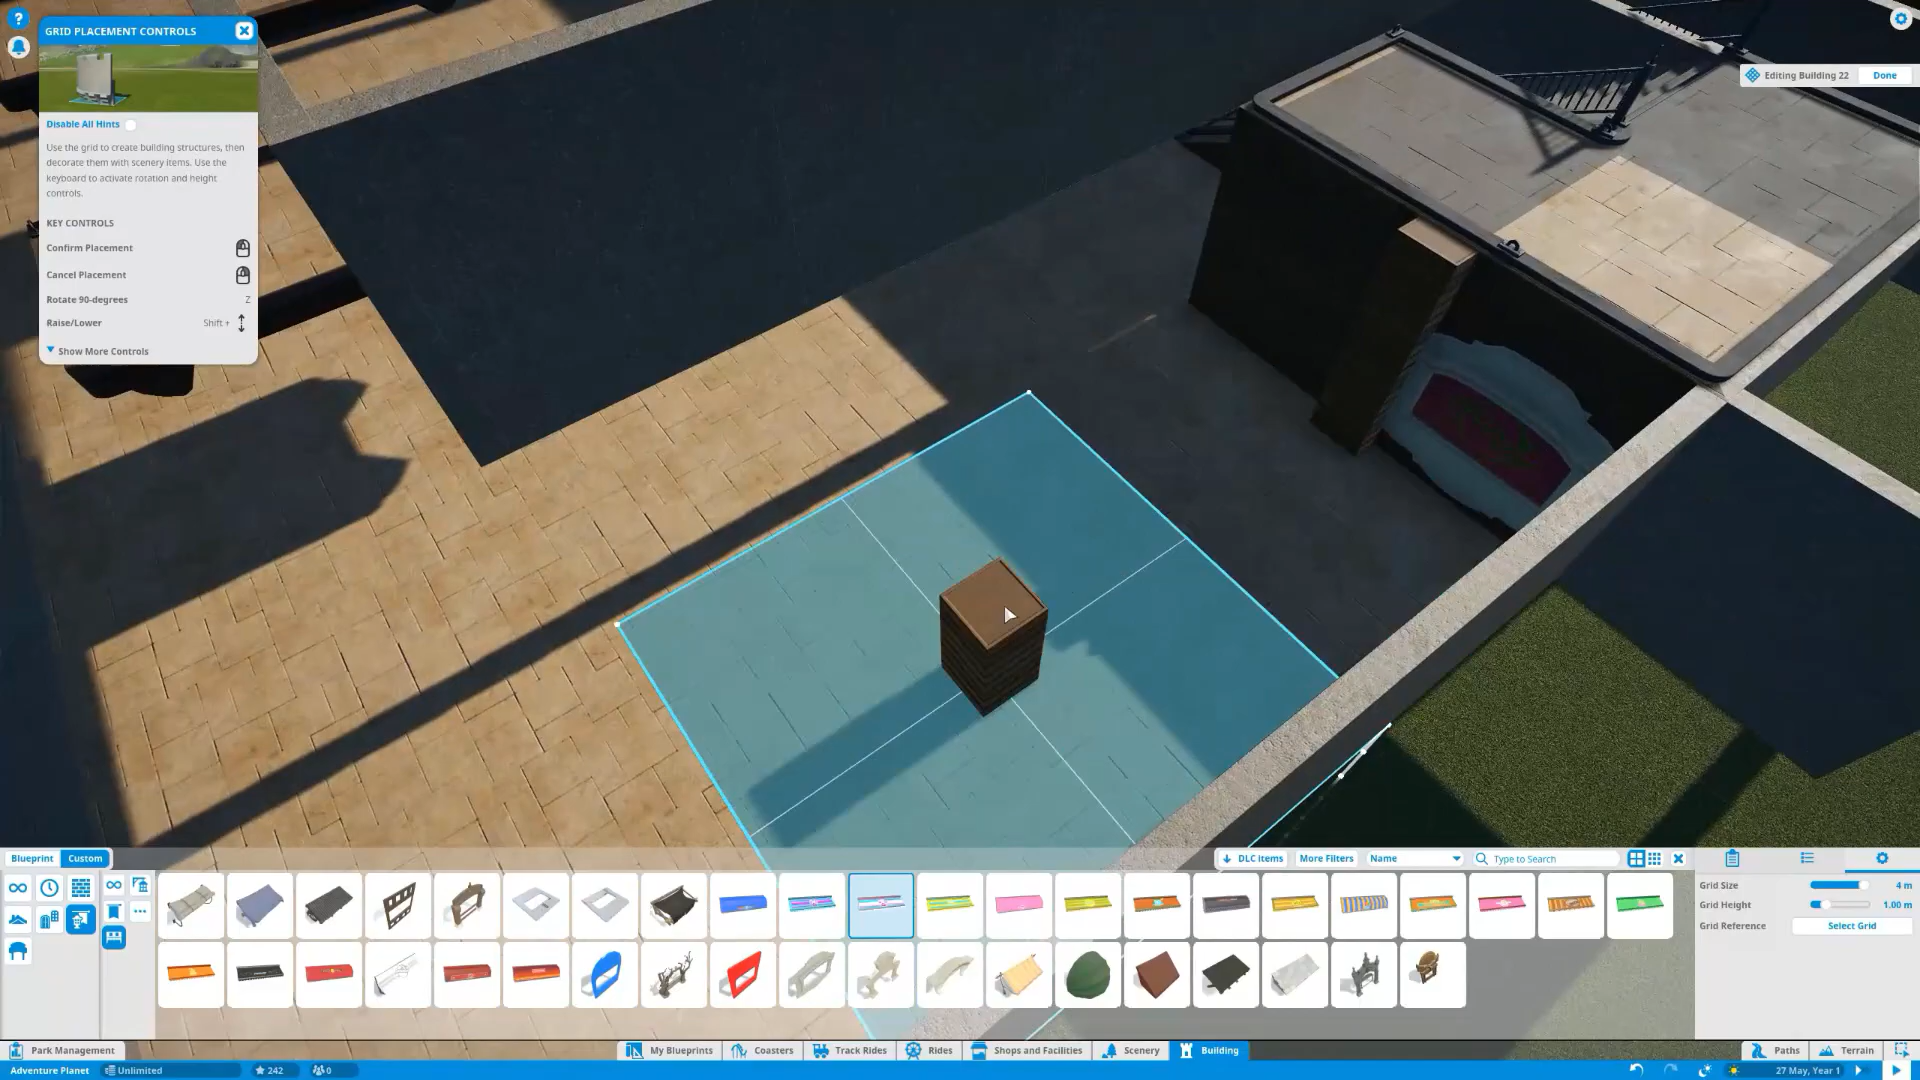 ?
GRID PLACEMENT CONTROLS
Disable All Hints
Use the grid to create building structures, then
decorate them with scenery items. Use the
keyboard to activate rotation and height
controls.
KEY CONTROLS
Confirm Placement
Cancel Placement
Rotate 90-degrees Z
Raise/Lower Shift +
Show More Controls
Editing Building 22 Done
Blueprint Custom
DLC Items More Filters Name Type to Search
Grid Size 4 m
Grid Height 1.00 m
Grid Reference Select Grid
Park Management My Blueprints Coasters Track Rides Rides Shops and Facilities Scenery Building Paths Terrain
Adventure Planet Unlimited 242 0 27 May, Year 1